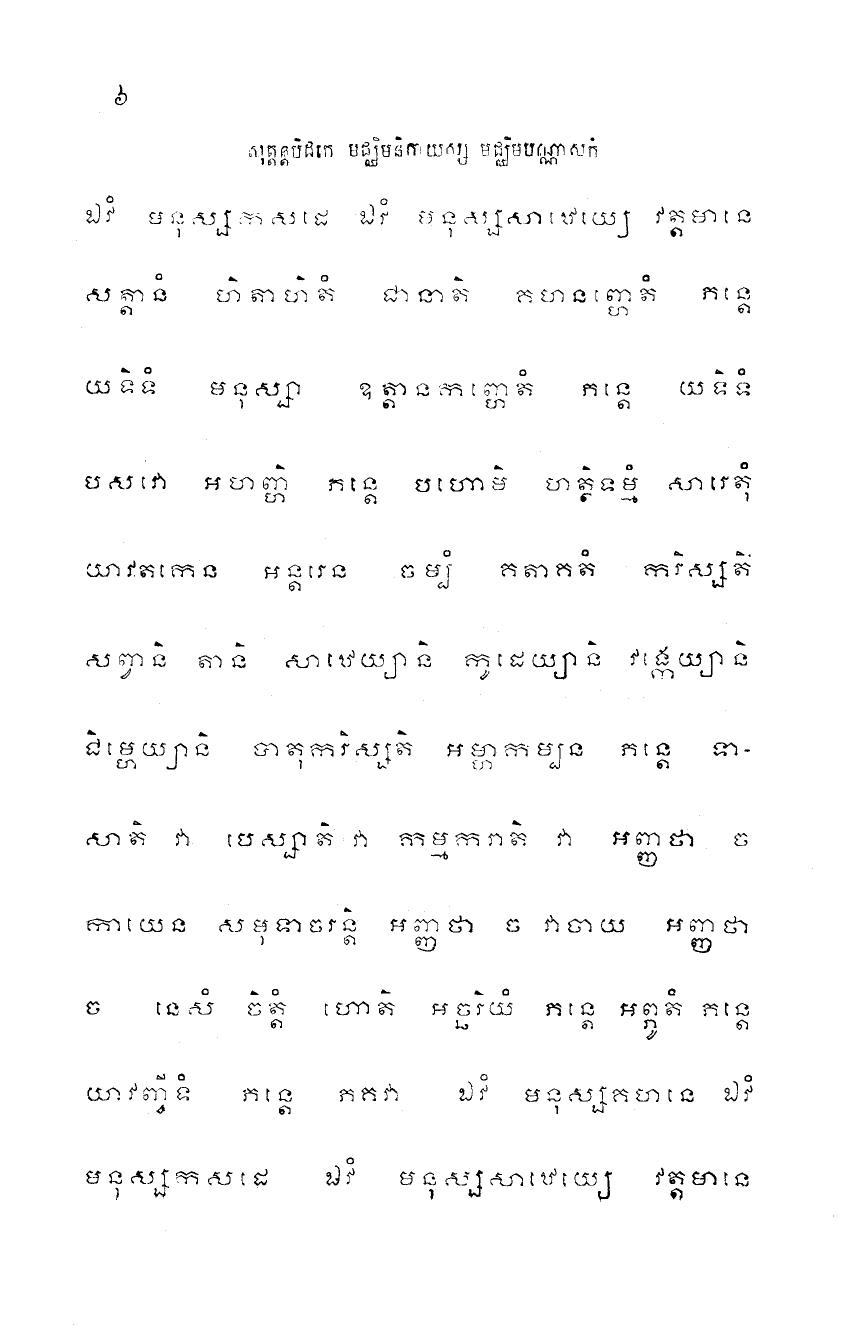 ៦
សុត្តន្តបិដកេ មជ្ឈិមនិកាយស្ស មជ្ឈិមបណ្ណាសកំ
ឯវំ មនុស្សកសដេ ឯវំ មនុស្សសាឋេយ្យេ វត្តមានេ
សត្តានំ ហិតាហិតំ ជានាតិ គហនញ្ហេតំ ភន្តេ
យទិទំ មនុស្សា ឧត្តានកញ្ហេតំ ភន្តេ យទិទំ
បសវោ អហញ្ហិ ភន្តេ បហោមិ ហត្ថិទម្មំ សារេតុំ
យាវតកេន អន្តរេន ចម្បំ គតាគតំ ករិស្សតិ
សព្វានិ តានិ សាឋេយ្យានិ កូដេយ្យានិ វង្កេយ្យានិ
ជិម្ហេយ្យានិ បាតុករិស្សតិ អម្ហាកម្បន ភន្តេ ទា-
សាតិ វា បេស្សាតិ វា កម្មករាតិ វា អញ្ញថា ច
កាយេន សមុទាចរន្តិ អញ្ញថា ច វាចាយ អញ្ញថា
ច នេសំ ចិត្តំ ហោតិ អច្ឆរិយំ ភន្តេ អព្ភូតំ ភន្តេ
យាវញ្ចិទំ ភន្តេ ភគវា ឯវំ មនុស្សគហនេ ឯវំ
មនុស្សកសដេ ឯវំ មនុស្សសាឋេយ្យេ វត្តមានេ